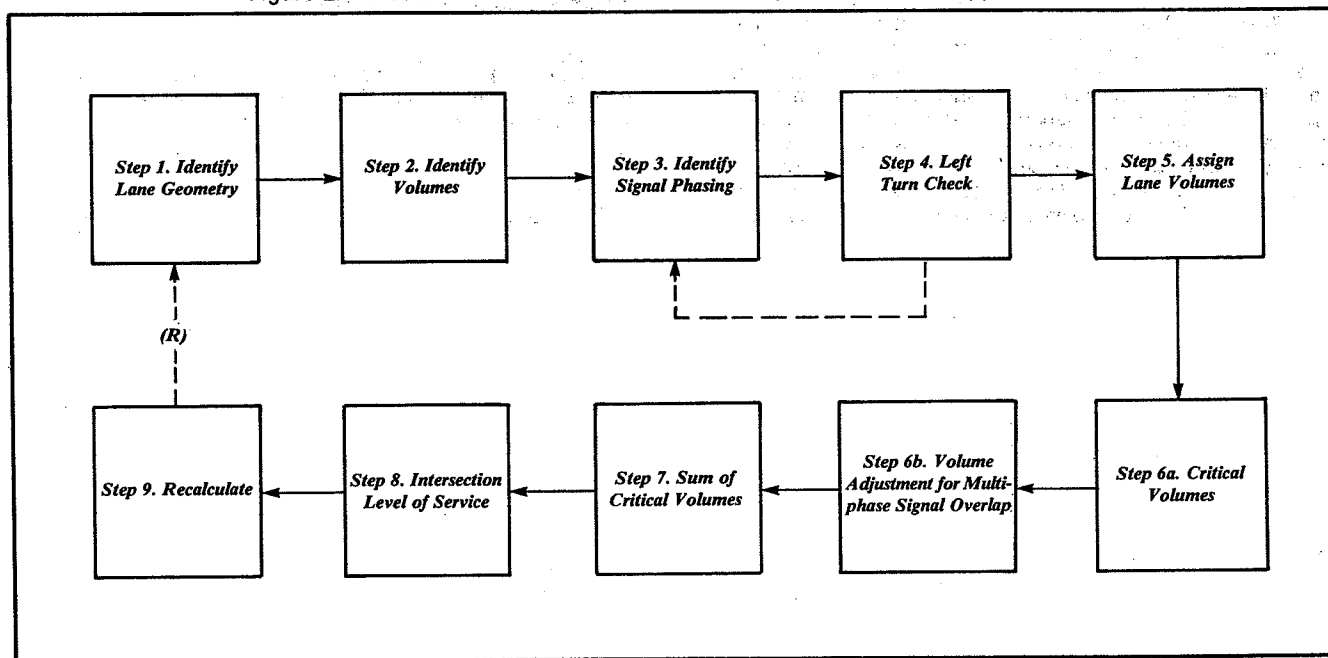 Step 1. Identify
Lane Geometry
Step 2. Identify
Volumes
Step 3. Identify
Signal Phasing
Step 4. Left
Turn Check
Step 5. Assign
Lane Volumes
(R)
Step 9. Recalculate
Step 8. Intersection
Level of Service
Step 7. Sum of
Critical Volumes
Step 6b. Volume
Adjustment for Multi-
phase Signal Overlap
Step 6a. Critical
Volumes